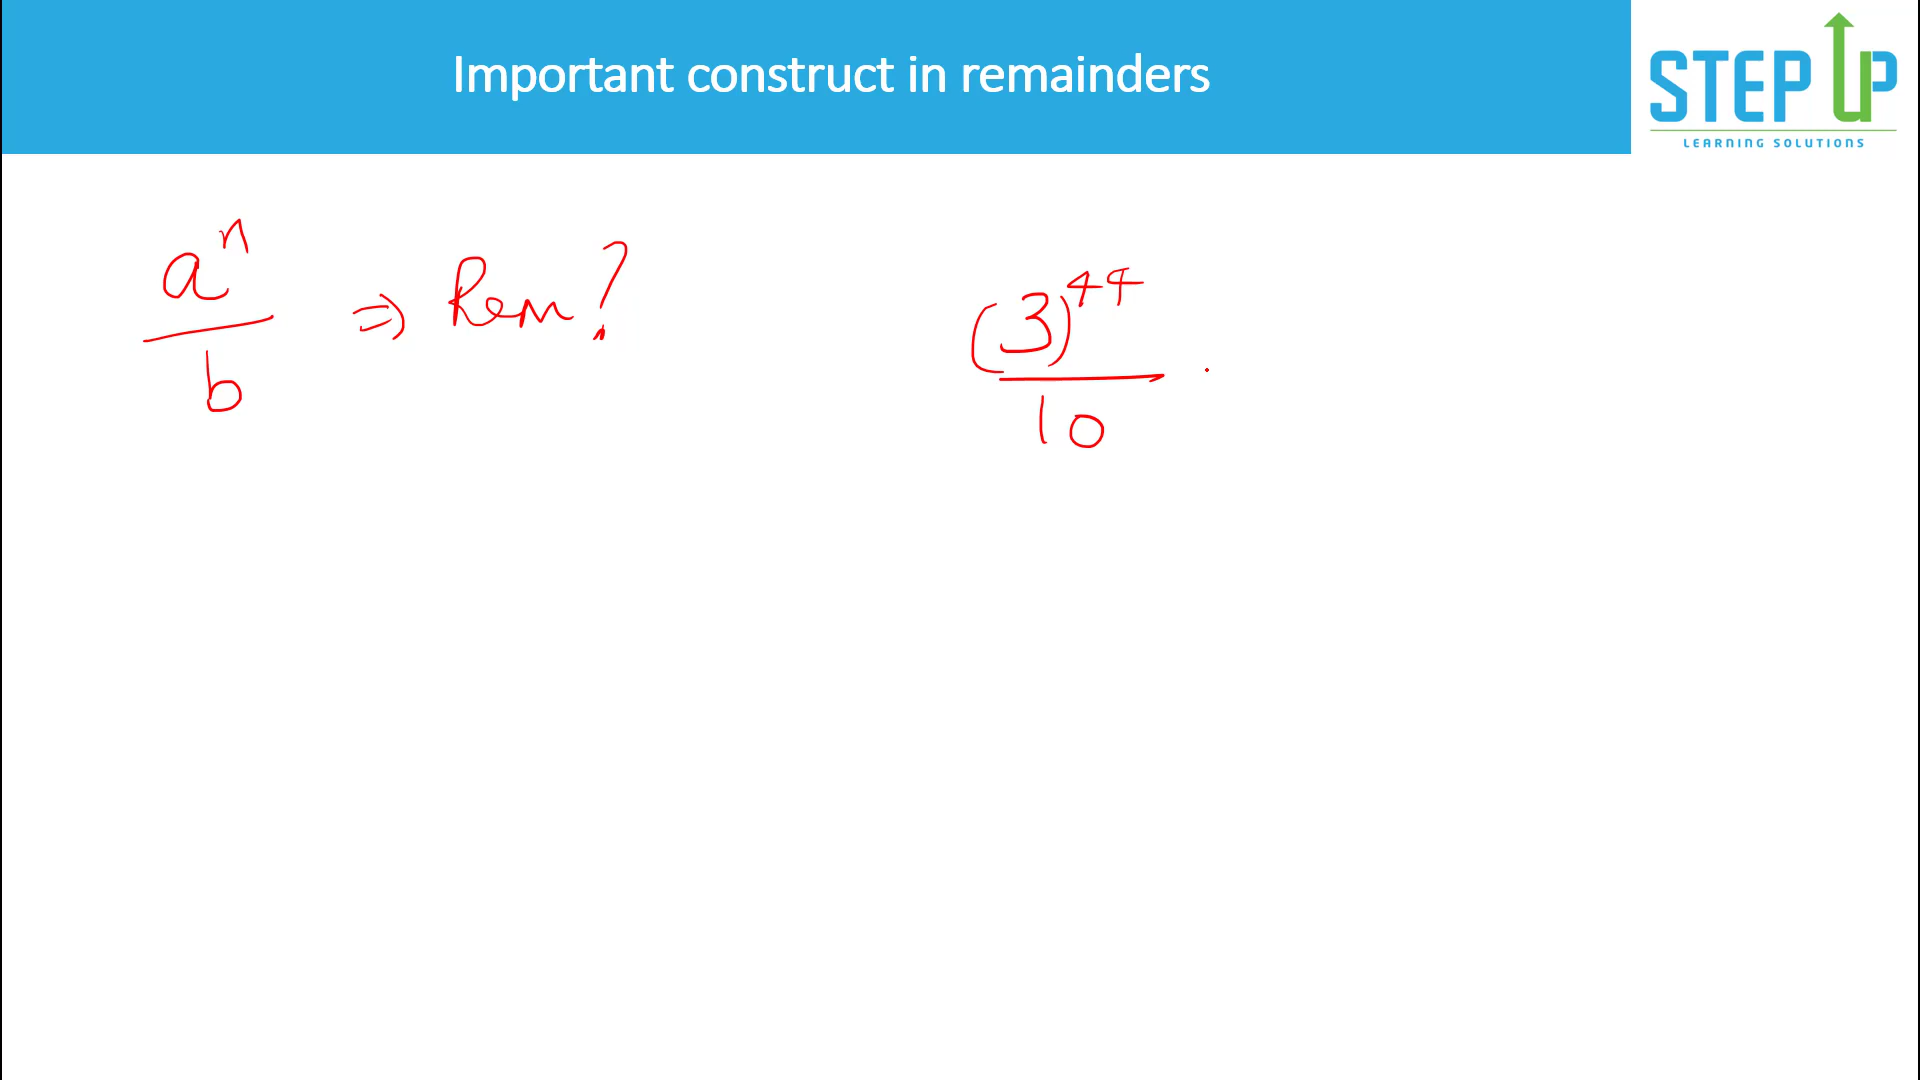 Important construct in remainders
STEP UP
LEARNING SOLUTIONS
a^n
b
⇒ Rem?
(3)^44
10